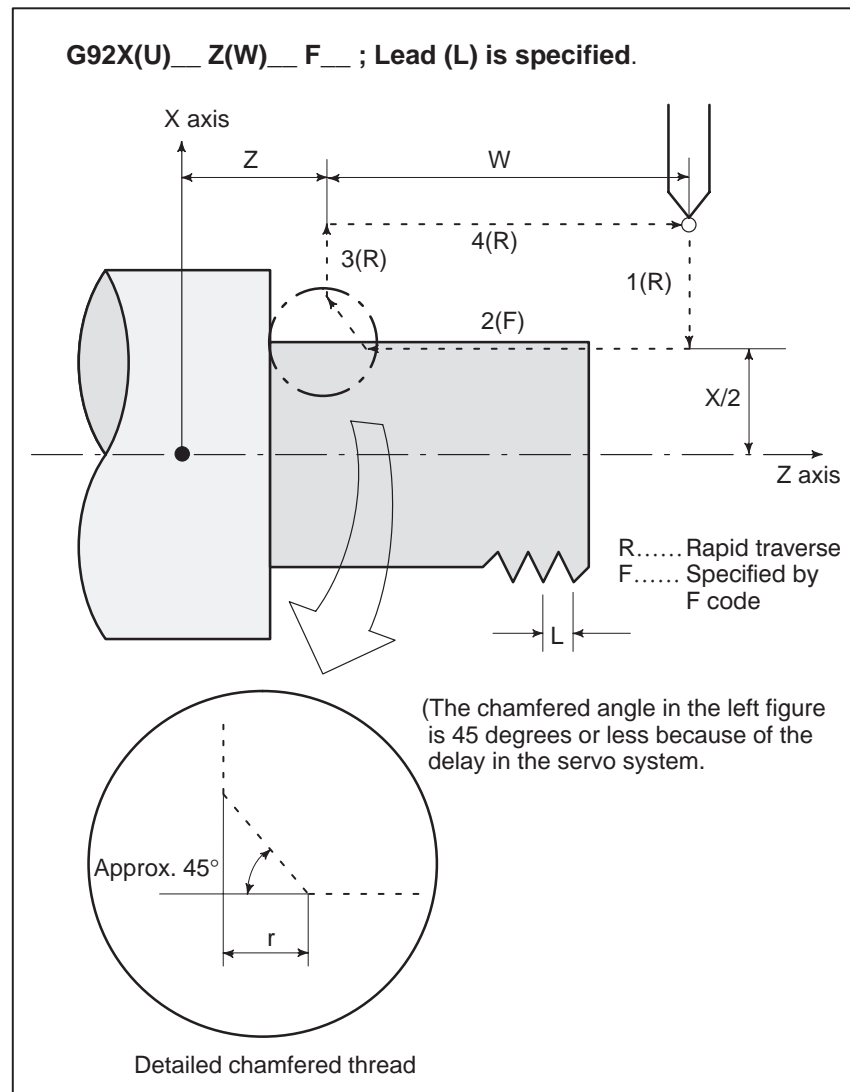 G92X(U)__ Z(W)__ F__ ; Lead (L) is specified.
X axis
Z
W
4(R)
3(R)
1(R)
2(F)
X/2
Z axis
R...... Rapid traverse
F...... Specified by
F code
L
(The chamfered angle in the left figure
is 45 degrees or less because of the
delay in the servo system.
Approx. 45°
r
Detailed chamfered thread